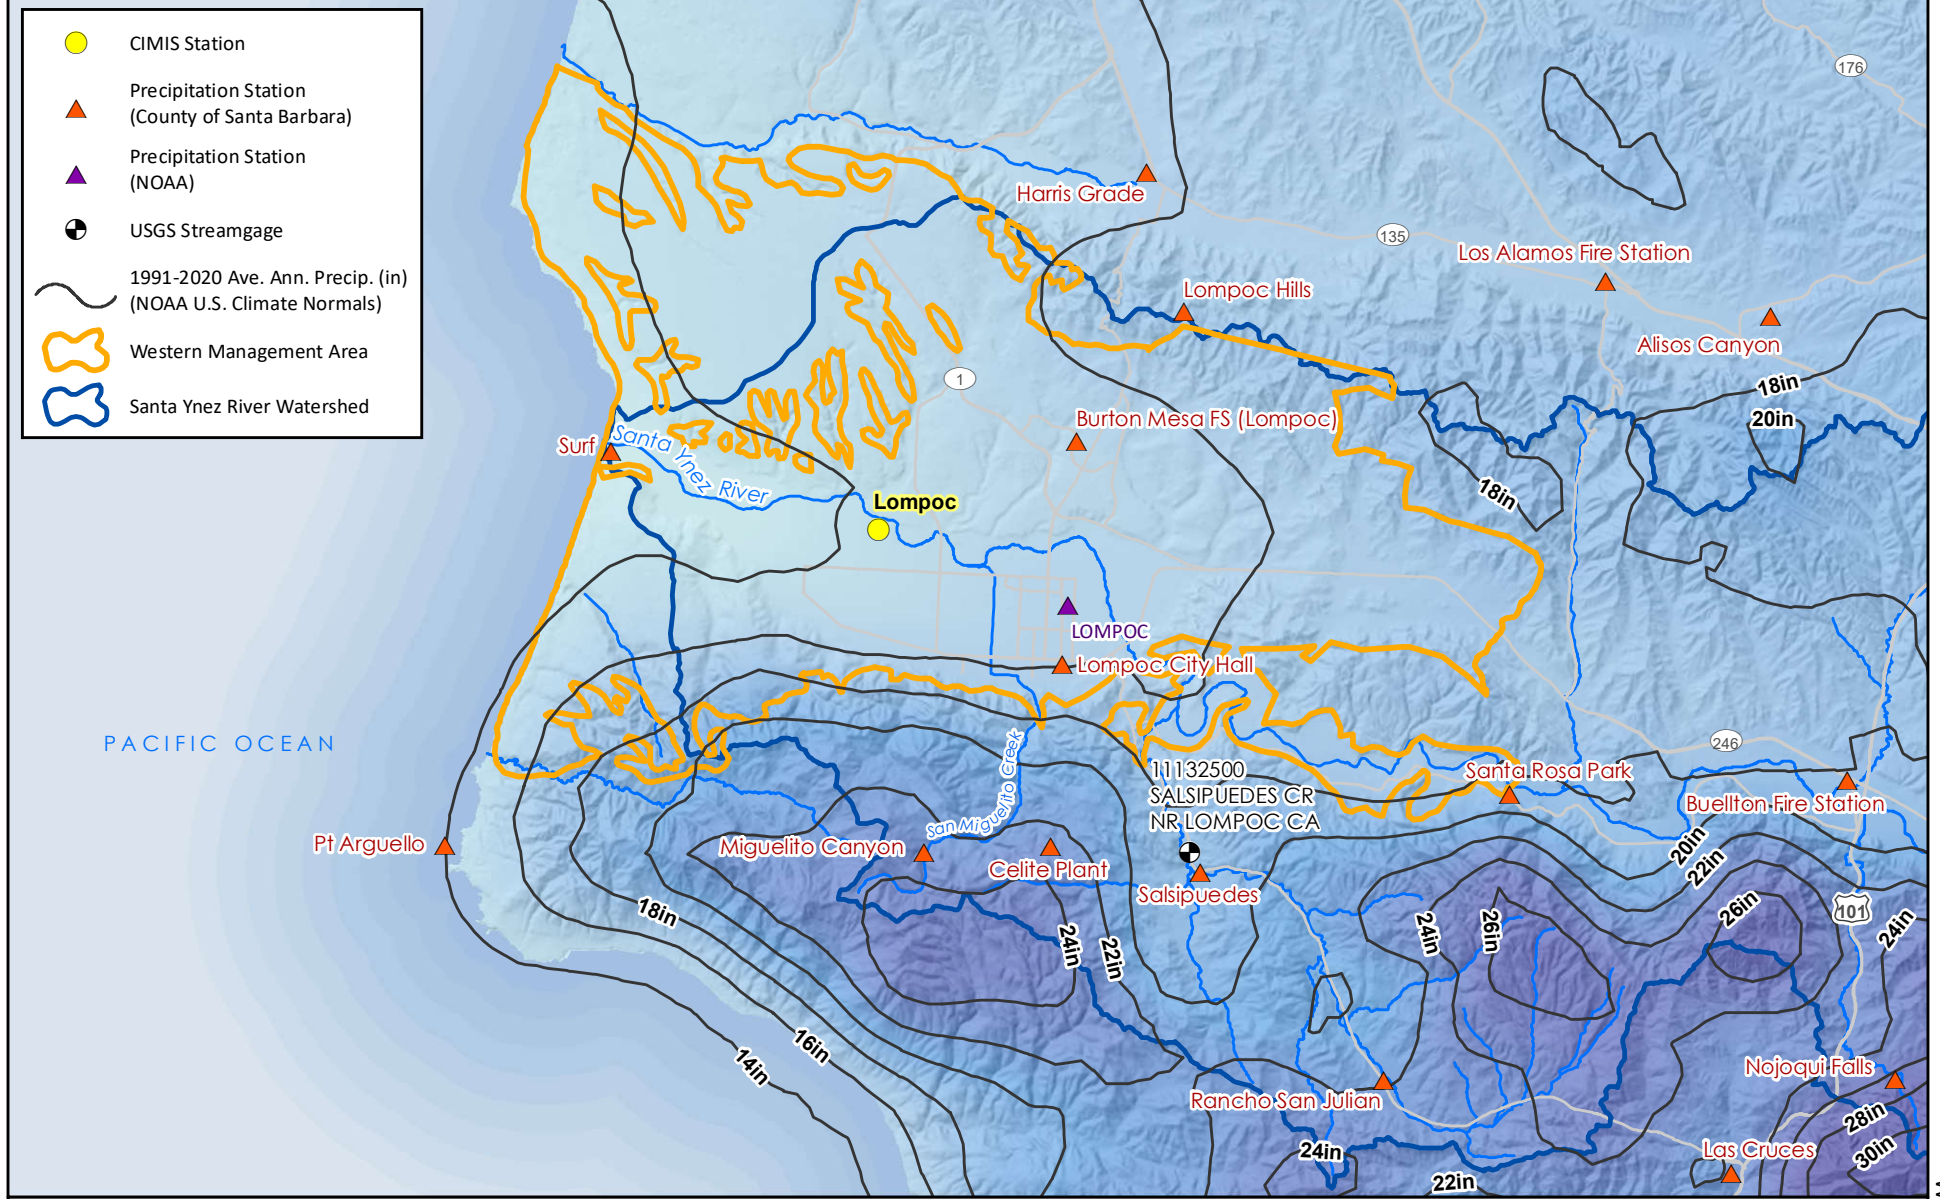 CIMIS Station
Precipitation Station
(County of Santa Barbara)
Precipitation Station
(NOAA)
USGS Streamgage
1991-2020 Ave. Ann. Precip. (in)
(NOAA U.S. Climate Normals)
Western Management Area
Santa Ynez River Watershed
176
Harris Grade
135
Los Alamos Fire Station
Lompoc Hills
Alisos Canyon
18in
20in
1
Burton Mesa FS (Lompoc)
Surf
Santa Ynez River
18in
Lompoc
LOMPOC
Lompoc City Hall
PACIFIC OCEAN
246
San Miguelito Creek
11132500
SALSIPUEDES CR
NR LOMPOC CA
Santa Rosa Park
Buellton Fire Station
Pt Arguello
Miguelito Canyon
Celite Plant
Salsipuedes
20in
22in
18in
24in
22in
24in
26in
26in
101
24in
16in
14in
Rancho San Julian
Nojoqui Falls
28in
30in
24in
22in
Las Cruces